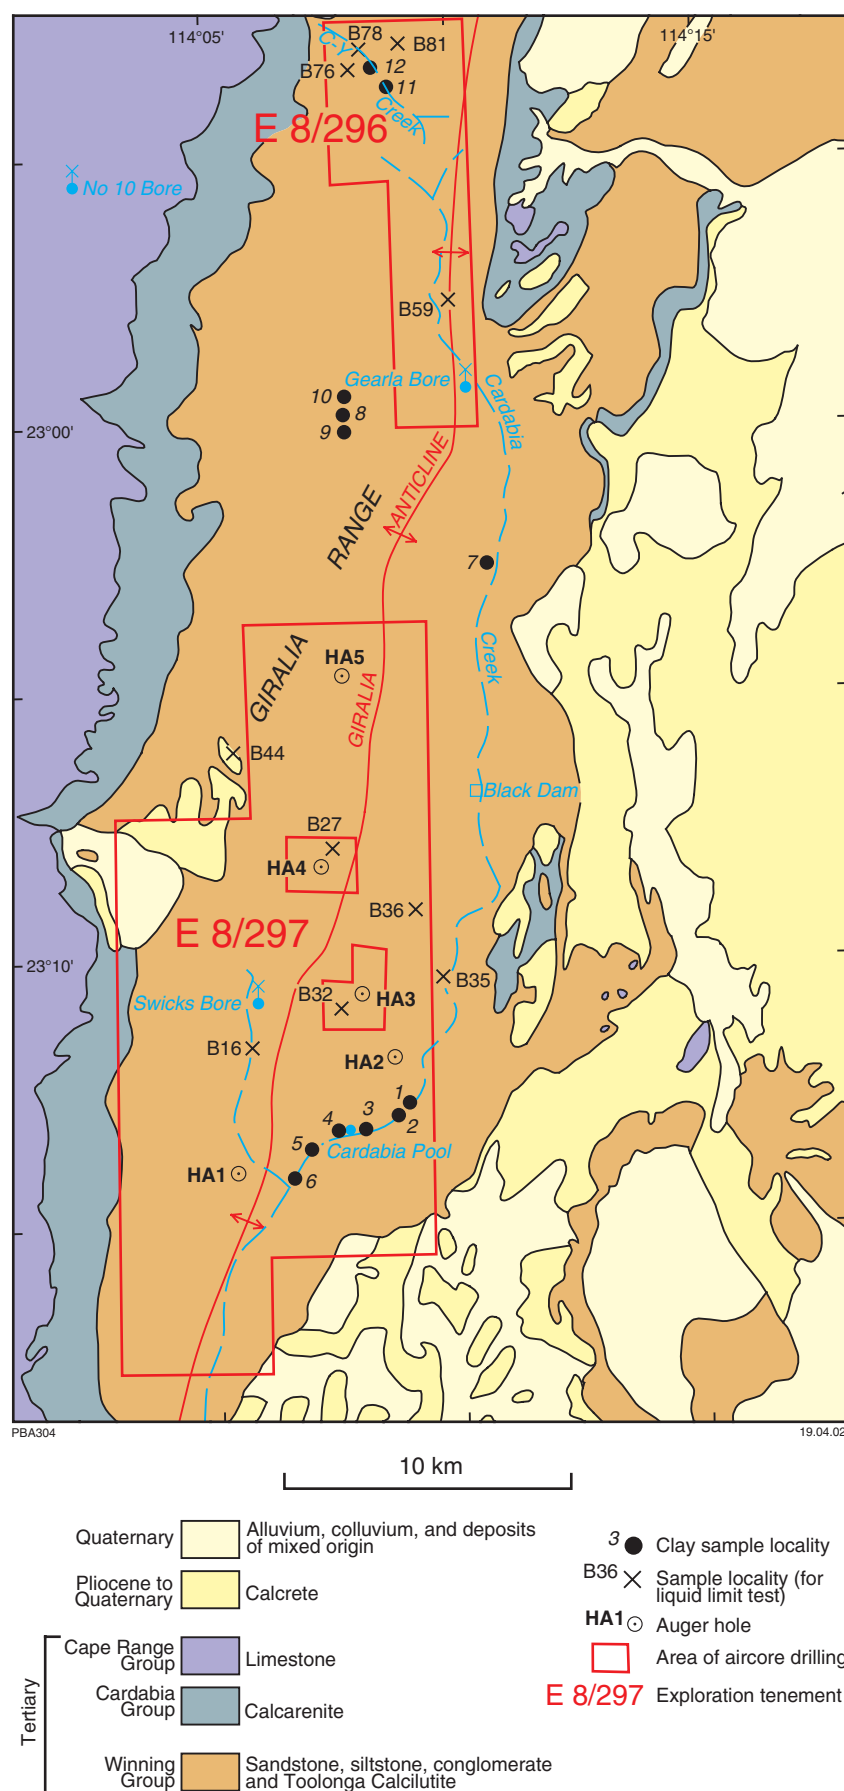 114°05'
114°15'
C-Y
B78
B81
B76
12
11
Creek
E 8/296
No 10 Bore
B59
Gearla Bore
Cardabia
10
8
9
23°00'
ANTICLINE
RANGE
7
Creek
GIRALIA
HA5
GIRALIA
B44
Black Dam
B27
HA4
B36
E 8/297
23°10'
B35
Swicks Bore
B32
HA3
B16
HA2
1
2
3
4
5
Cardabia Pool
HA1
6
PBA304
19.04.02
10 km
Quaternary
Alluvium, colluvium, and deposits
of mixed origin
Pliocene to
Quaternary
Calcrete
Tertiary
Cape Range
Group
Limestone
Cardabia
Group
Calcarenite
Winning
Group
Sandstone, siltstone, conglomerate
and Toolonga Calcilutite
3
Clay sample locality
B36
Sample locality (for
liquid limit test)
HA1
Auger hole
Area of aircore drilling
E 8/297
Exploration tenement